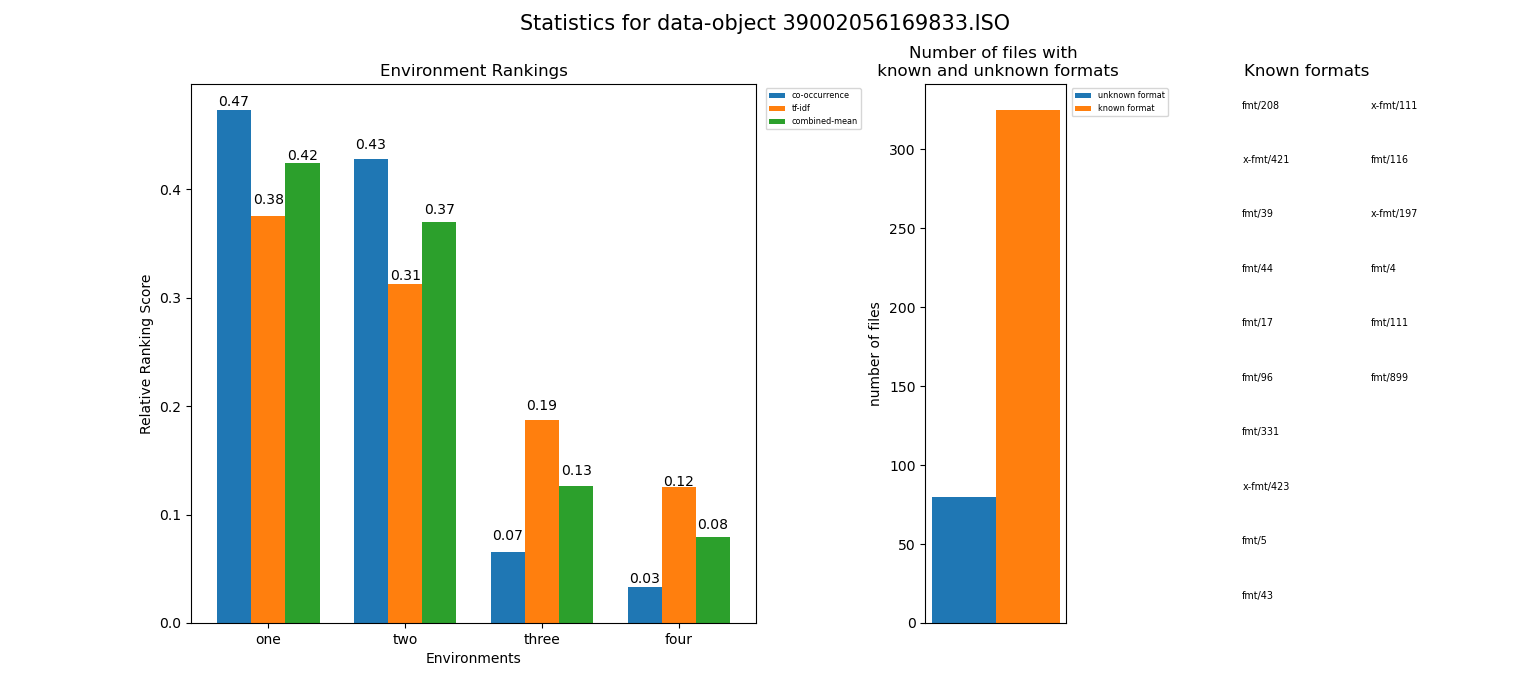 Statistics for data-object 39002056169833.ISO
Environment Rankings
0.47
0.38
0.42
0.43
0.31
0.37
0.07
0.19
0.13
0.03
0.12
0.08
0.4
0.3
0.2
0.1
0.0
Relative Ranking Score
one two three four
Environments
co-occurrence
tf-idf
combined-mean
Number of files with
known and unknown formats
300
250
200
150
100
50
0
number of files
unknown format
known format
Known formats
fmt/208 x-fmt/111
x-fmt/421 fmt/116
fmt/39 x-fmt/197
fmt/44 fmt/4
fmt/17 fmt/111
fmt/96 fmt/899
fmt/331
x-fmt/423
fmt/5
fmt/43